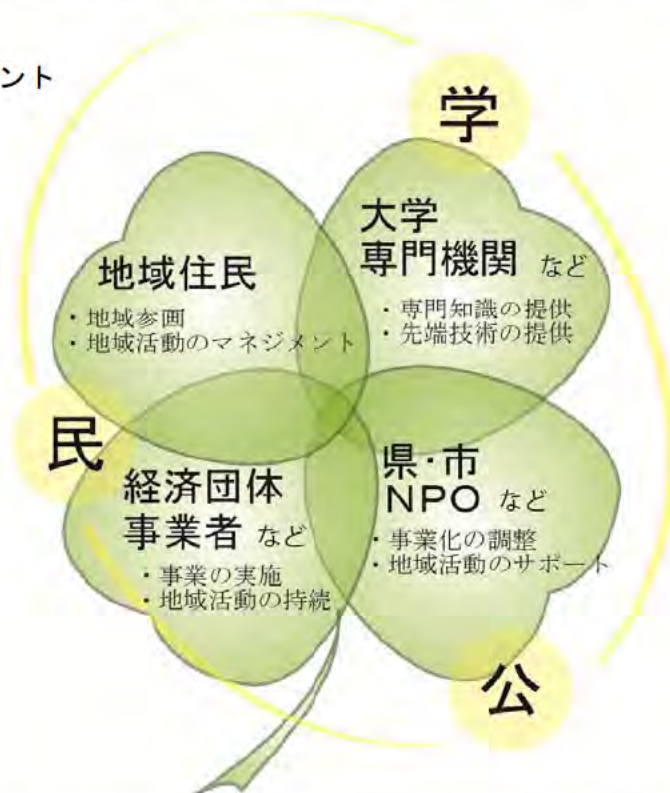 ント
学
大学
専門機関 など
・専門知識の提供
・先端技術の提供
地域住民
・地域参画
・地域活動のマネジメント
民
経済団体
事業者 など
・事業の実施
・地域活動の持続
県・市
NPO など
・事業化の調整
・地域活動のサポート
公